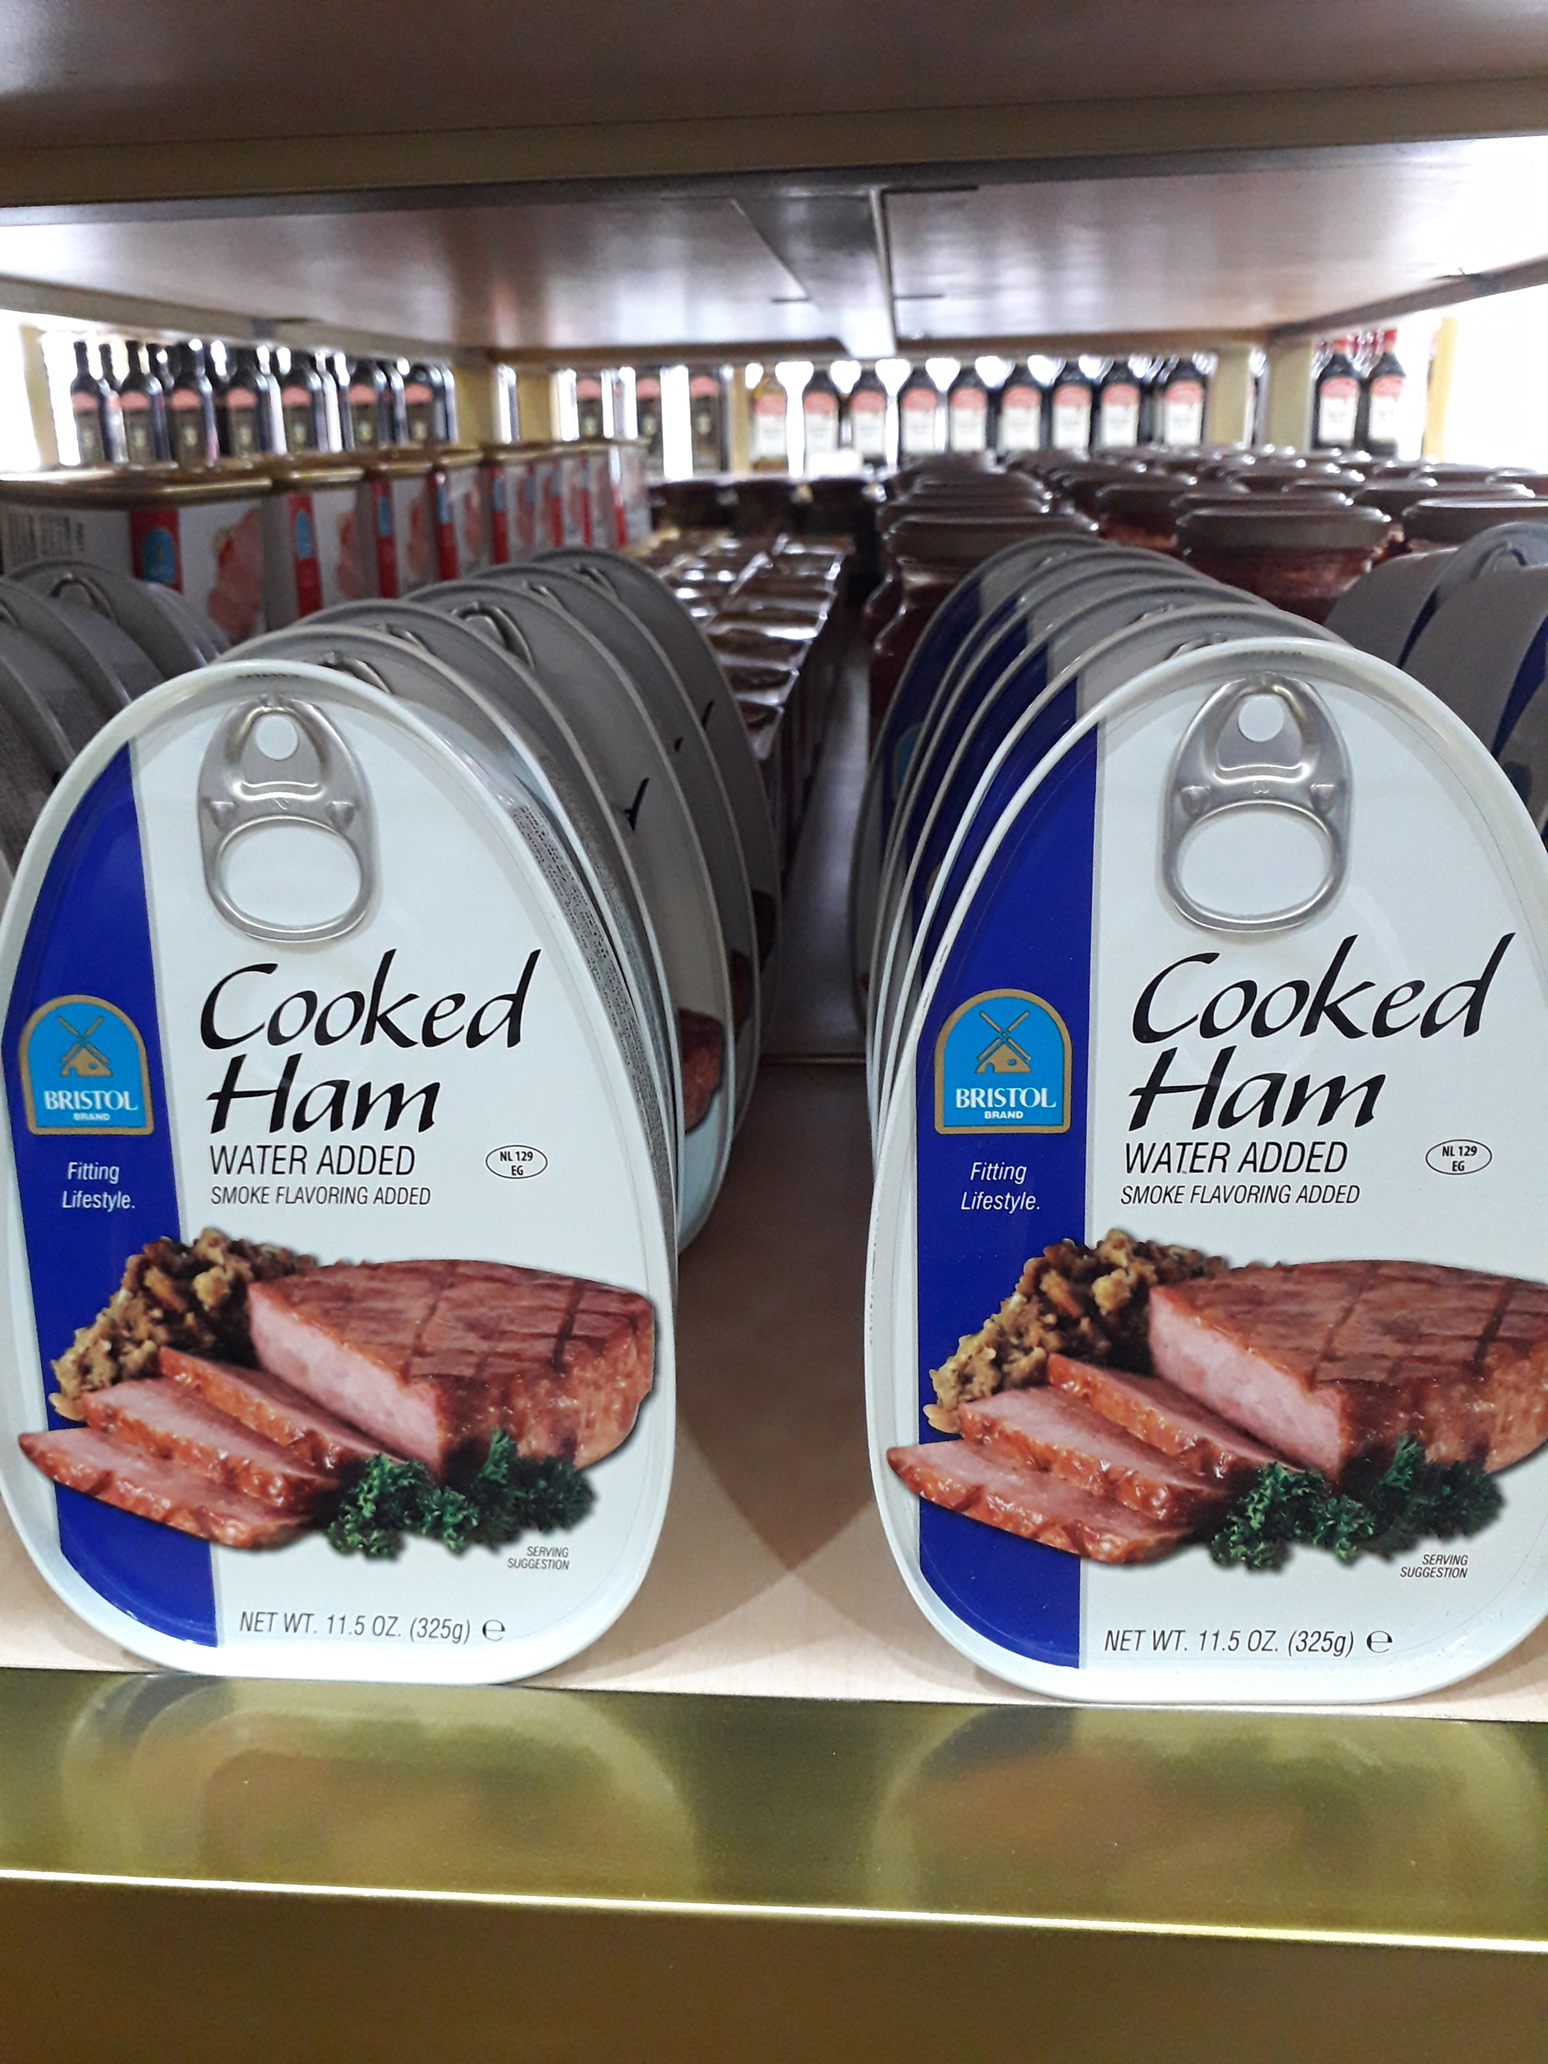 Cooked
Ham
WATER ADDED
SMOKE FLAVORING ADDED
NL 129
EG
BRISTOL
BRAND
Fitting
Lifestyle.
SERVING
SUGGESTION
NET WT. 11.5 OZ. (325g) e
Cooked
Ham
WATER ADDED
SMOKE FLAVORING ADDED
NL 129
EG
BRISTOL
BRAND
Fitting
Lifestyle.
SERVING
SUGGESTION
NET WT. 11.5 OZ. (325g) e